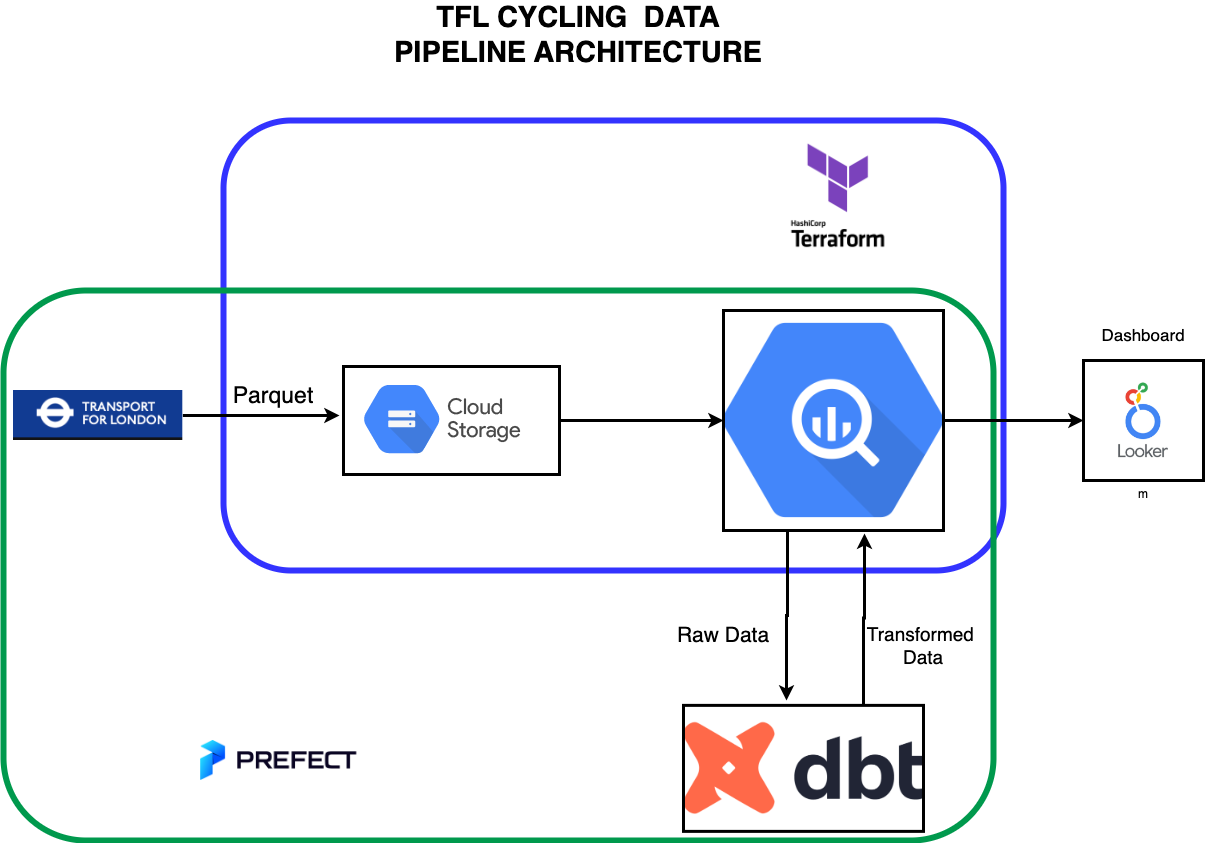 TFL CYCLING  DATA
PIPELINE ARCHITECTURE
HashiCorp
Terraform
Dashboard
TRANSPORT
FOR LONDON
Parquet
Cloud
Storage
Looker
m
Raw Data
Transformed
Data
PREFECT
dbt